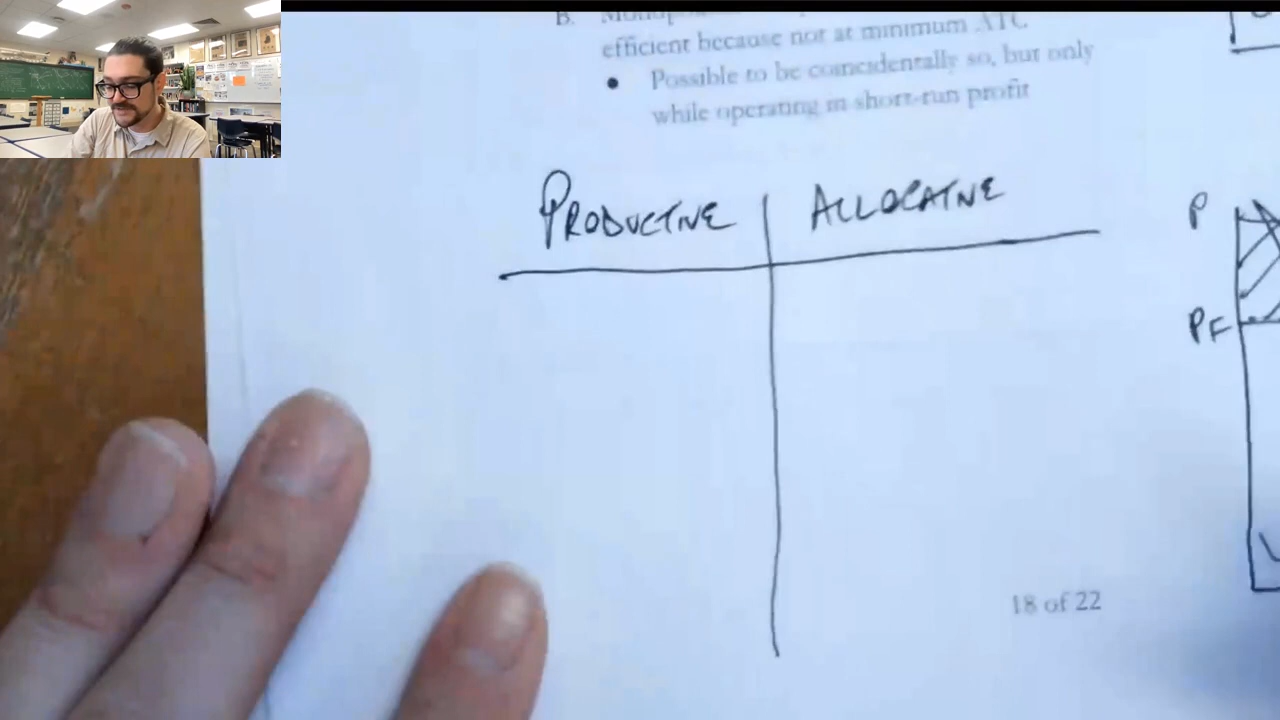 B.
efficient because not at minimum ATC
• Possible to be coincidentally so, but only
while operating in short-run profit
PRODUCTIVE ALLOCATIVE
P
PF
18 of 22